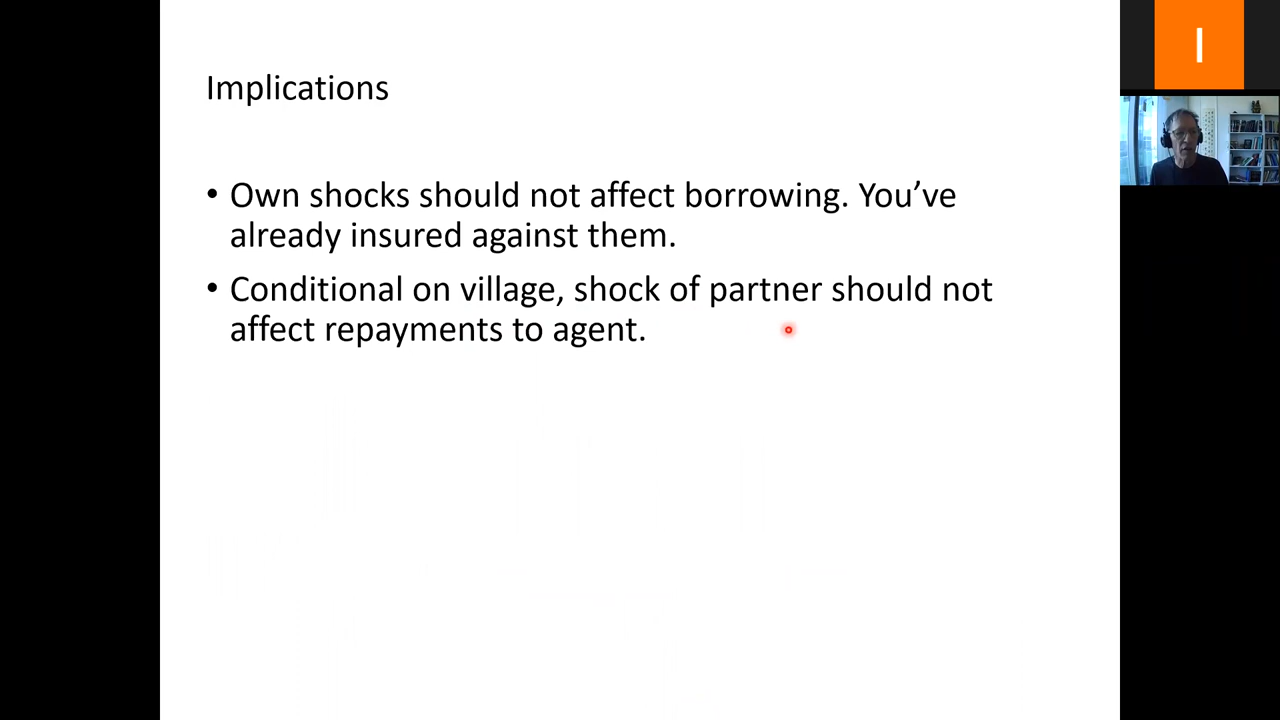 Implications
• Own shocks should not affect borrowing. You’ve
already insured against them.
• Conditional on village, shock of partner should not
affect repayments to agent.
I